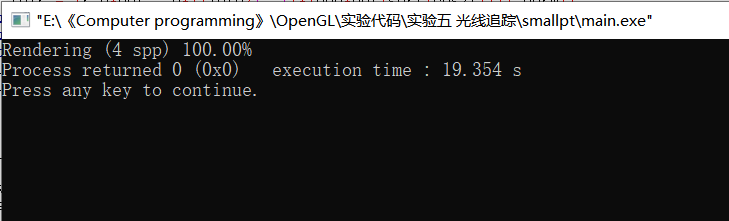 "E:\《Computer programming》\OpenGL\实验代码\实验五 光线追踪\smallpt\main.exe"
Rendering (4 spp) 100.00%
Process returned 0 (0x0)   execution time : 19.354 s
Press any key to continue.